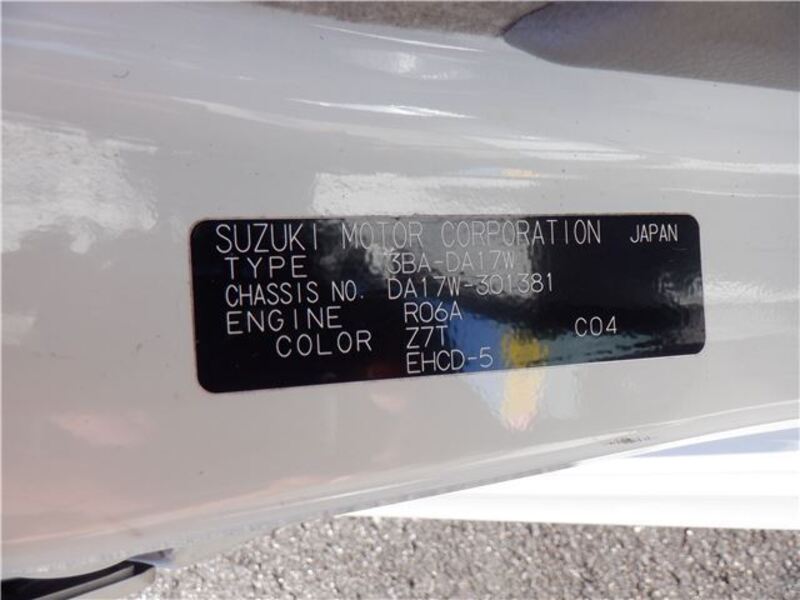 SUZUKI MOTOR CORPORATION JAPAN
TYPE 3BA-DA17W
CHASSIS NO. DA17W-301381
ENGINE R06A
COLOR Z7T C04
EHCD-5